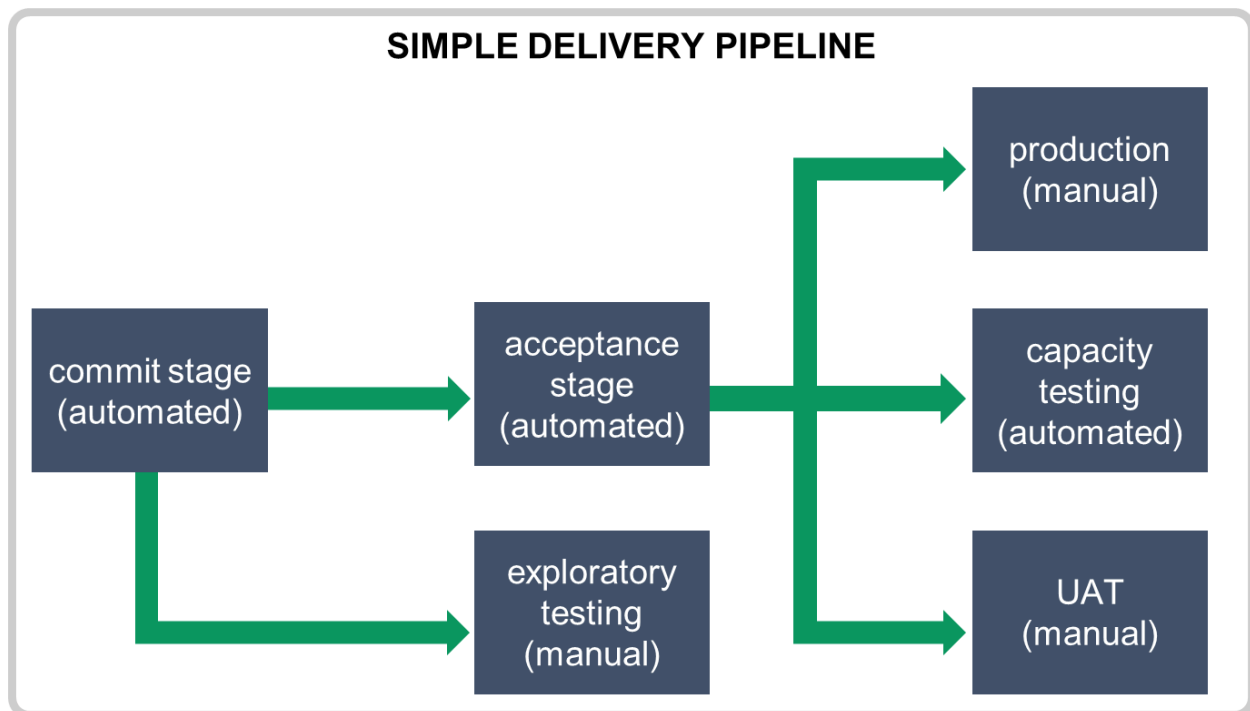 SIMPLE DELIVERY PIPELINE
production
(manual)
commit stage
(automated)
acceptance
stage
(automated)
capacity
testing
(automated)
exploratory
testing
(manual)
UAT
(manual)